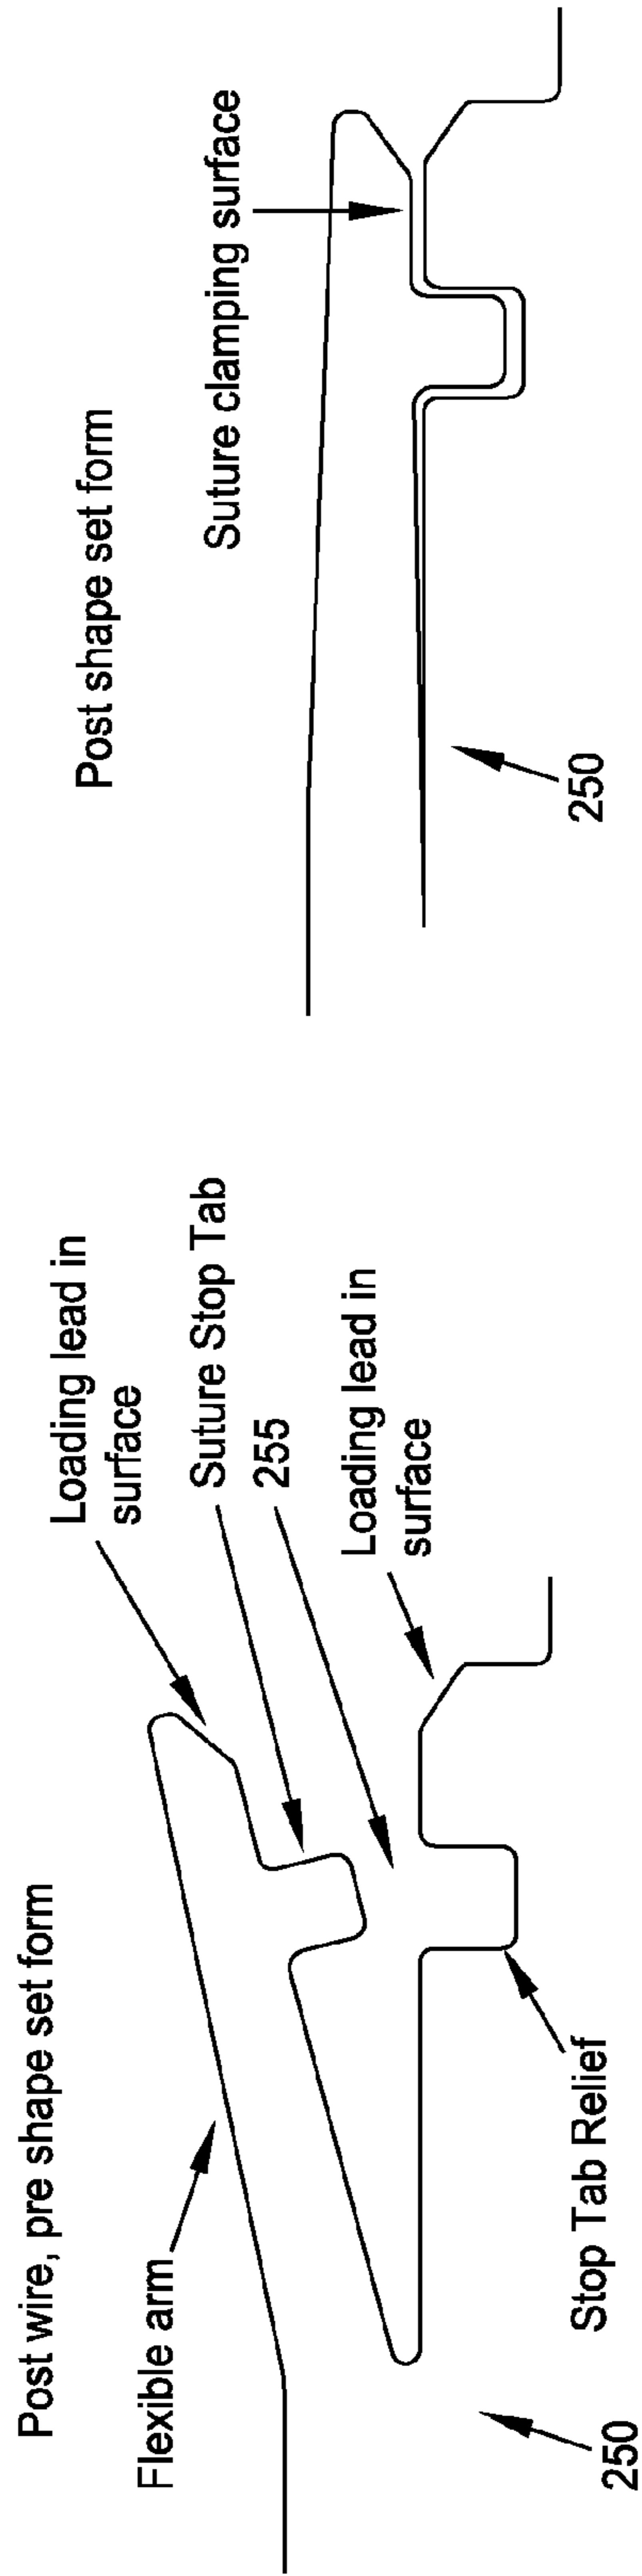 Post wire, pre shape set form
Flexible arm
Loading lead in
surface
Suture Stop Tab
255
Loading lead in
surface
Stop Tab Relief
250
Post shape set form
Suture clamping surface
250